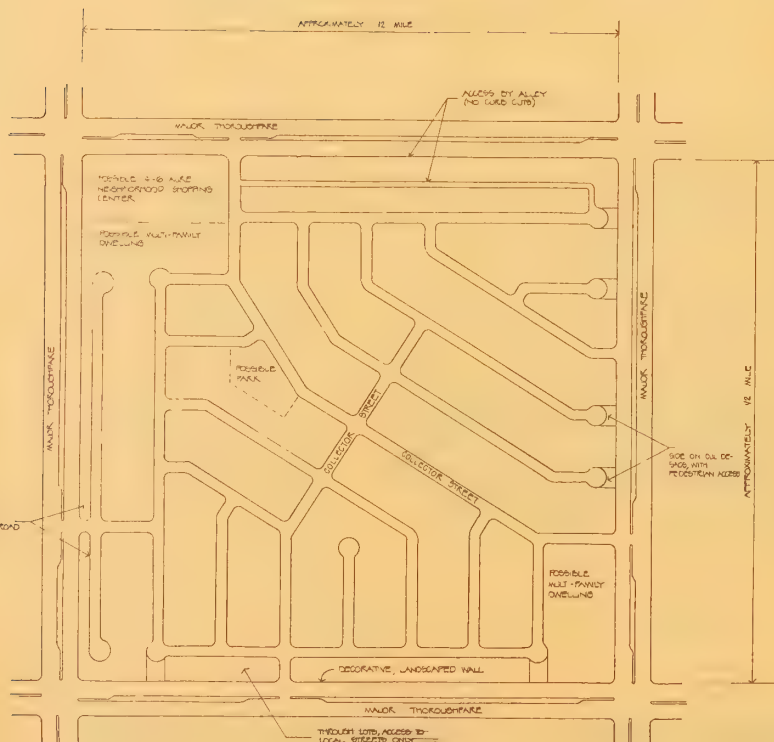 APPROXIMATELY 1/2 MILE
ACCESS BY ALLEY
(NO CURB CUTS)
MAJOR THOROUGHFARE
POSSIBLE 4-6 ACRE
NEIGHBORHOOD SHOPPING
CENTER
POSSIBLE MULTI-FAMILY
DWELLING
MAJOR THOROUGHFARE
MAJOR THOROUGHFARE
POSSIBLE
PARK
COLLECTOR STREET
COLLECTOR STREET
APPROXIMATELY 1/2 MILE
SIDE ON CUL DE-
SACS, WITH
PEDESTRIAN ACCESS
ROAD
POSSIBLE
MULTI-FAMILY
DWELLING
DECORATIVE, LANDSCAPED WALL
MAJOR THOROUGHFARE
THROUGH LOTS, ACCESS TO
LOCAL STREETS ONLY